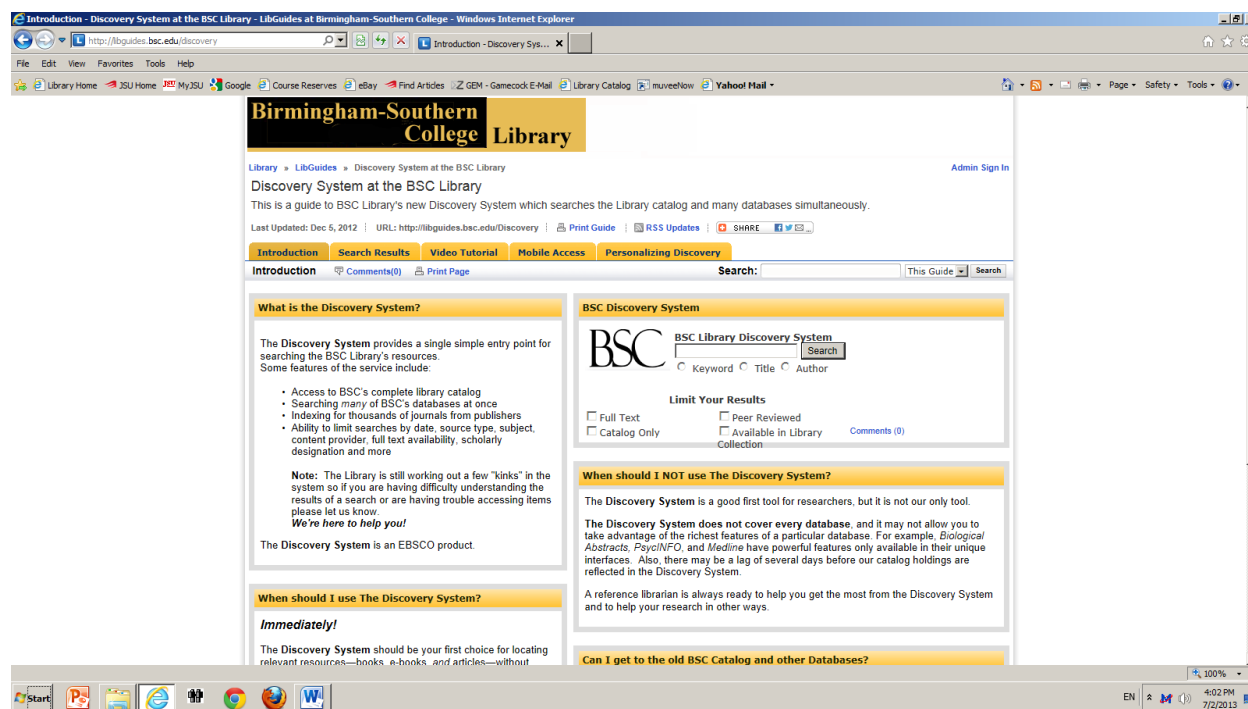 Introduction - Discovery System at the BSC Library - LibGuides at Birmingham-Southern College - Windows Internet Explorer
http://libguides.bsc.edu/discovery
Introduction - Discovery Sys...
File Edit View Favorites Tools Help
Library Home JSU Home MyJSU Google Course Reserves eBay Find Articles GEM - Gamecock E-Mail Library Catalog muveeNow Yahoo! Mail Page Safety Tools
Birmingham-Southern
College Library
Library » LibGuides » Discovery System at the BSC Library Admin Sign In
Discovery System at the BSC Library
This is a guide to BSC Library's new Discovery System which searches the Library catalog and many databases simultaneously.
Last Updated: Dec 5, 2012 URL: http://libguides.bsc.edu/Discovery Print Guide RSS Updates SHARE
Introduction Search Results Video Tutorial Mobile Access Personalizing Discovery
Introduction Comments(0) Print Page Search: This Guide Search
What is the Discovery System?
The Discovery System provides a single simple entry point for
searching the BSC Library's resources.
Some features of the service include:
• Access to BSC's complete library catalog
• Searching many of BSC's databases at once
• Indexing for thousands of journals from publishers
• Ability to limit searches by date, source type, subject,
content provider, full text availability, scholarly
designation and more
Note: The Library is still working out a few "kinks" in the
system so if you are having difficulty understanding the
results of a search or are having trouble accessing items
please let us know.
We're here to help you!
The Discovery System is an EBSCO product.
When should I use The Discovery System?
Immediately!
The Discovery System should be your first choice for locating
relevant resources—books, e-books, and articles—without
BSC Discovery System
BSC
BSC Library Discovery System
Search
Keyword Title Author
Limit Your Results
Full Text Peer Reviewed
Catalog Only Available in Library Collection Comments (0)
When should I NOT use The Discovery System?
The Discovery System is a good first tool for researchers, but it is not our only tool.
The Discovery System does not cover every database, and it may not allow you to
take advantage of the richest features of a particular database. For example, Biological
Abstracts, PsycINFO, and Medline have powerful features only available in their unique
interfaces. Also, there may be a lag of several days before our catalog holdings are
reflected in the Discovery System.
A reference librarian is always ready to help you get the most from the Discovery System
and to help your research in other ways.
Can I get to the old BSC Catalog and other Databases?
100%
Start EN 4:02 PM
7/2/2013